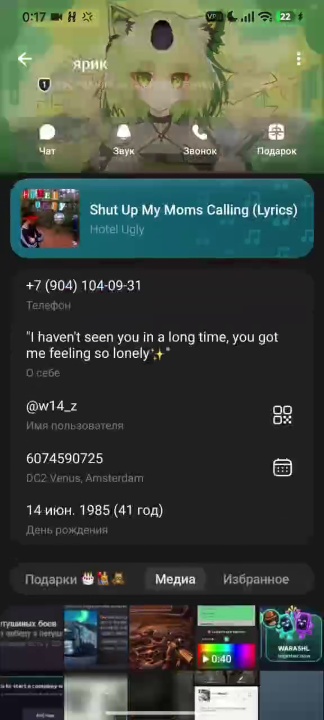 0:17
VPN
22
ярик
Чат
Звук
Звонок
Подарок
Shut Up My Moms Calling (Lyrics)
Hotel Ugly
+7 (904) 104-09-31
Телефон
"I haven't seen you in a long time, you got
me feeling so lonely✨"
О себе
@w14_z
Имя пользователя
6074590725
DC2 Venus, Amsterdam
14 июн. 1985 (41 год)
День рождения
Подарки 🎂💃🧸
Медиа
Избранное
боев
0:40
WARASHI